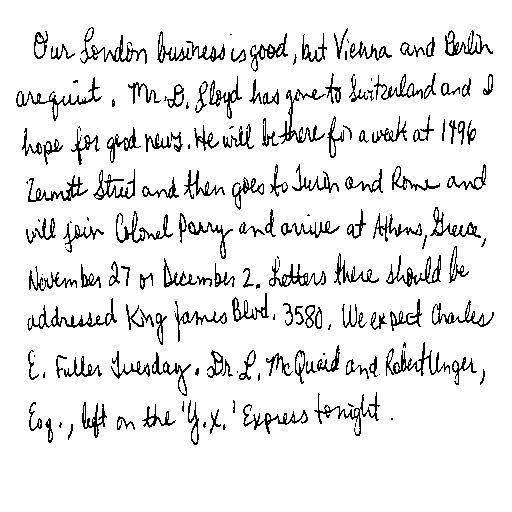 Our London business is good, but Vienna and Berlin
are quiet. Mr. D. Lloyd has gone to Switzerland and I
hope for good news. He will be there for a week at 1496
Zermott Street and then goes to Turin and Rome and
will join Colonel Parry and arrive at Athens, Greece,
November 27 or December 2. Letters there should be
addressed King James Blvd. 3580. We expect Charles
E. Fuller Tuesday. Dr. L. McQuaid and Robert Unger,
Esq., left on the 'Y.X.' Express tonight.